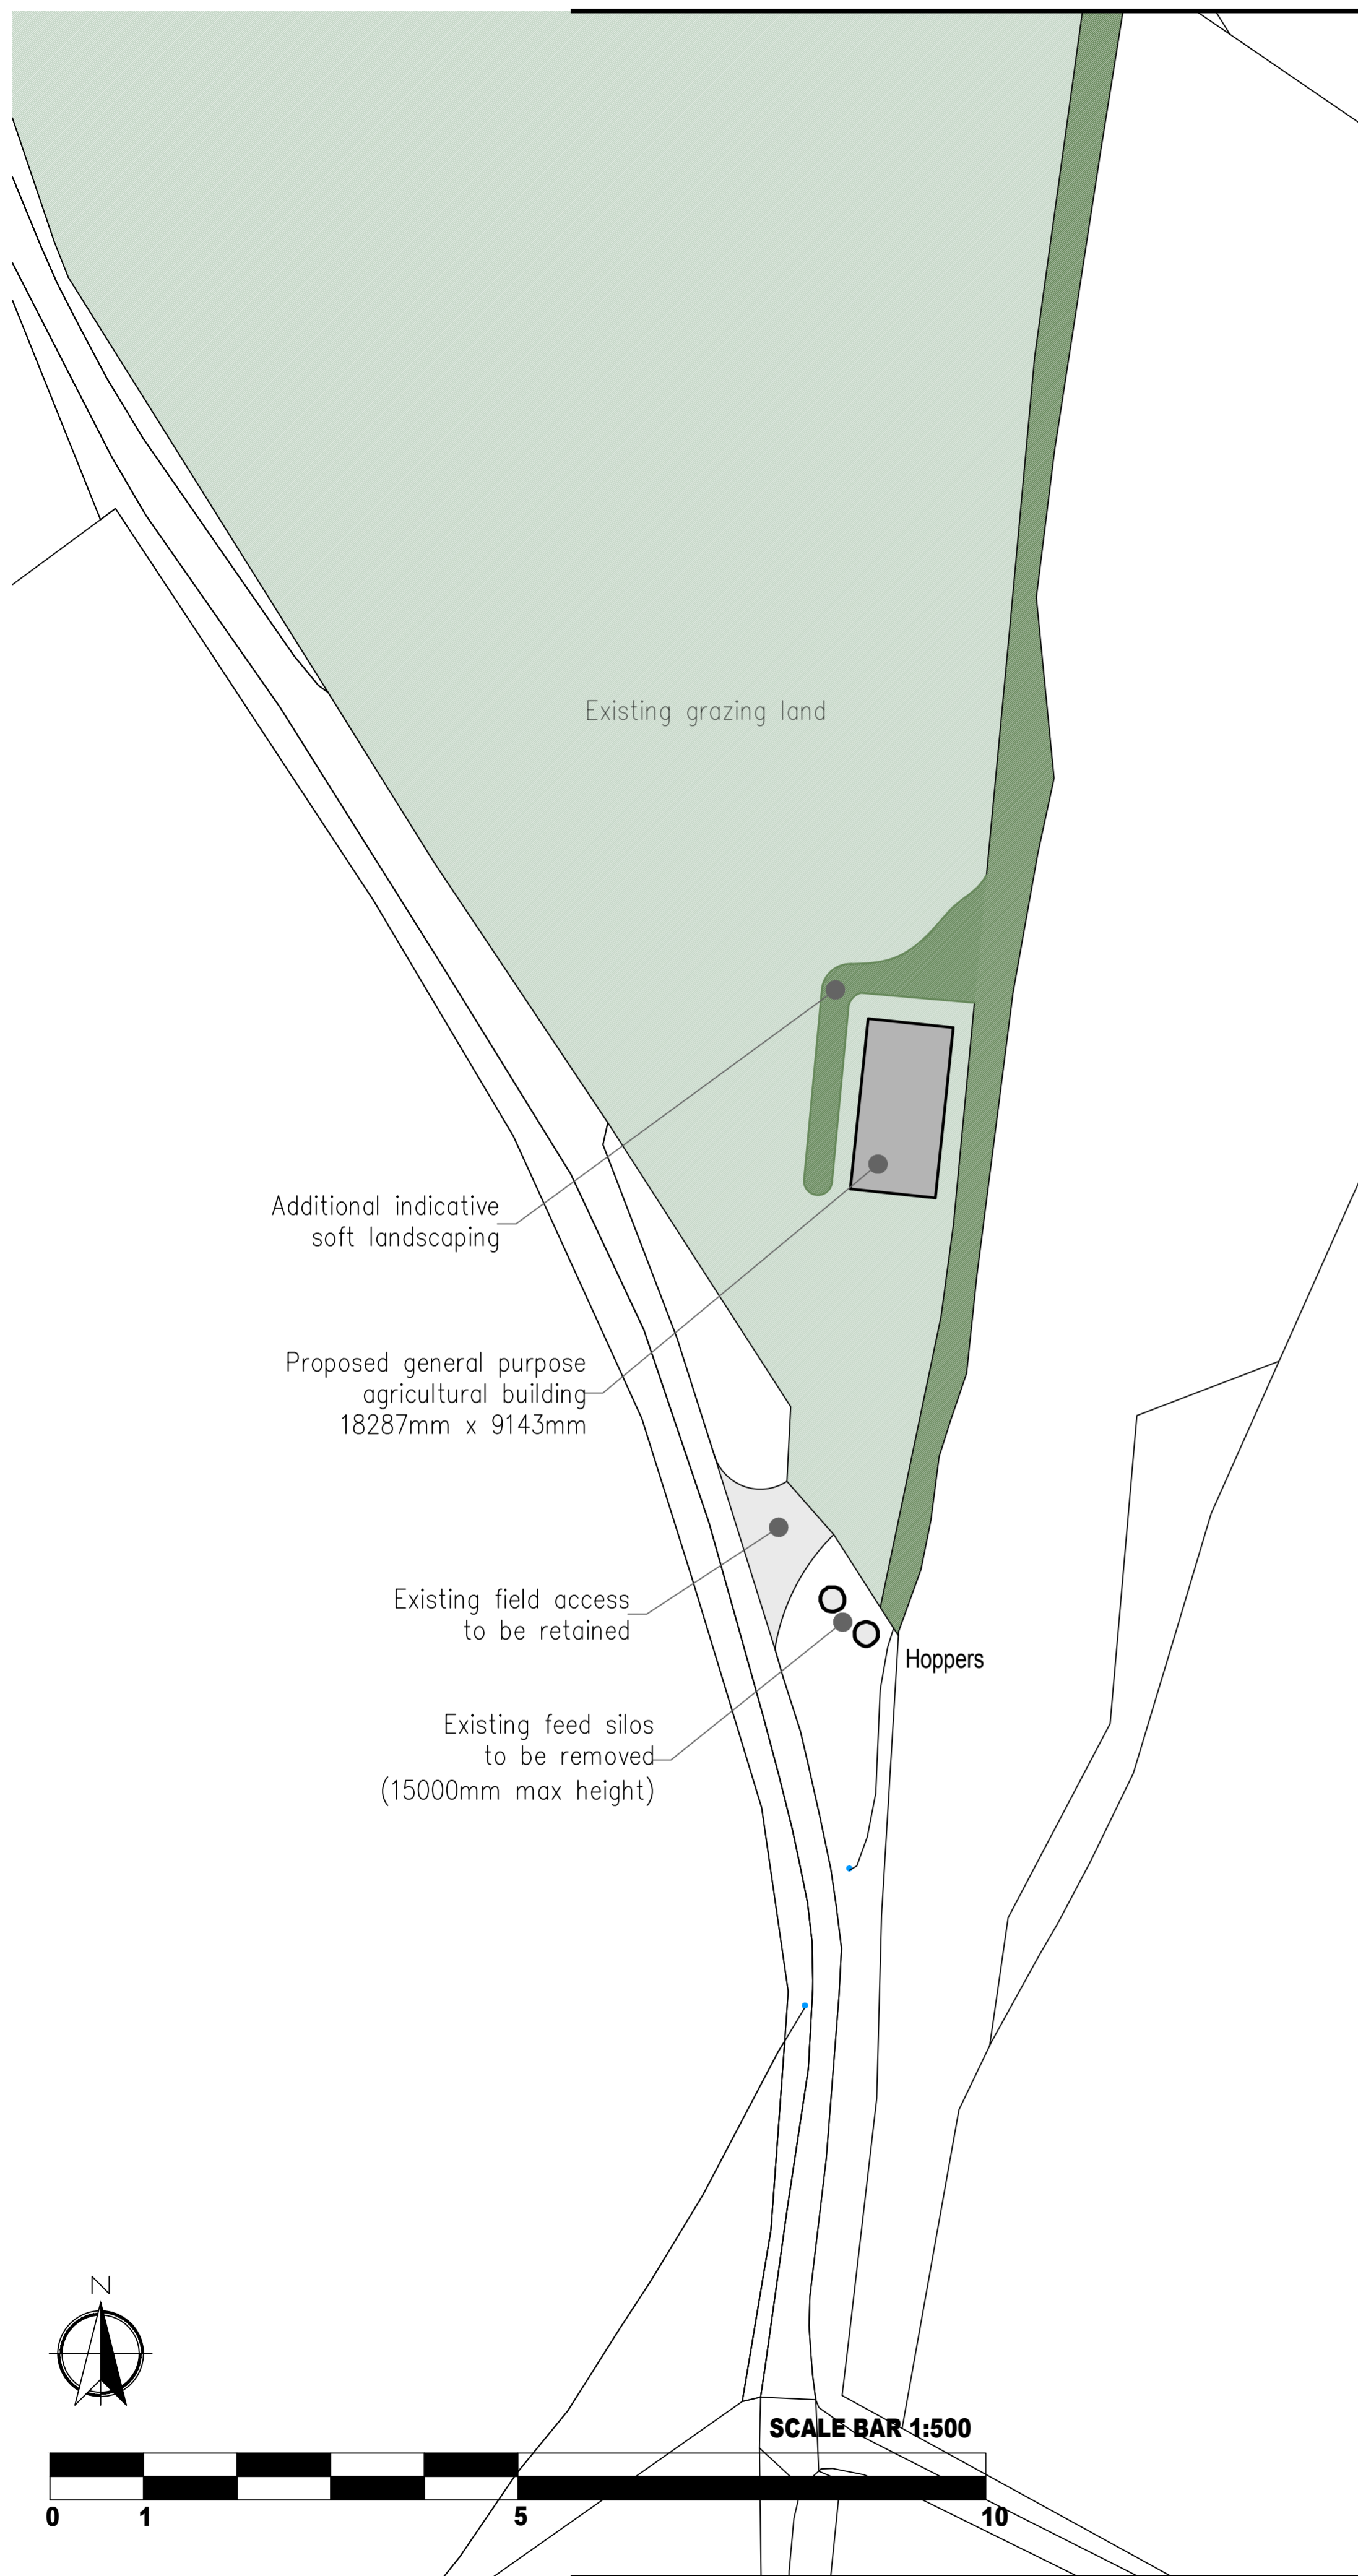 Existing grazing land
Additional indicative
soft landscaping
Proposed general purpose
agricultural building
18287mm x 9143mm
Existing field access
to be retained
Hoppers
Existing feed silos
to be removed
(15000mm max height)
N
SCALE BAR 1:500
0 1 5 10